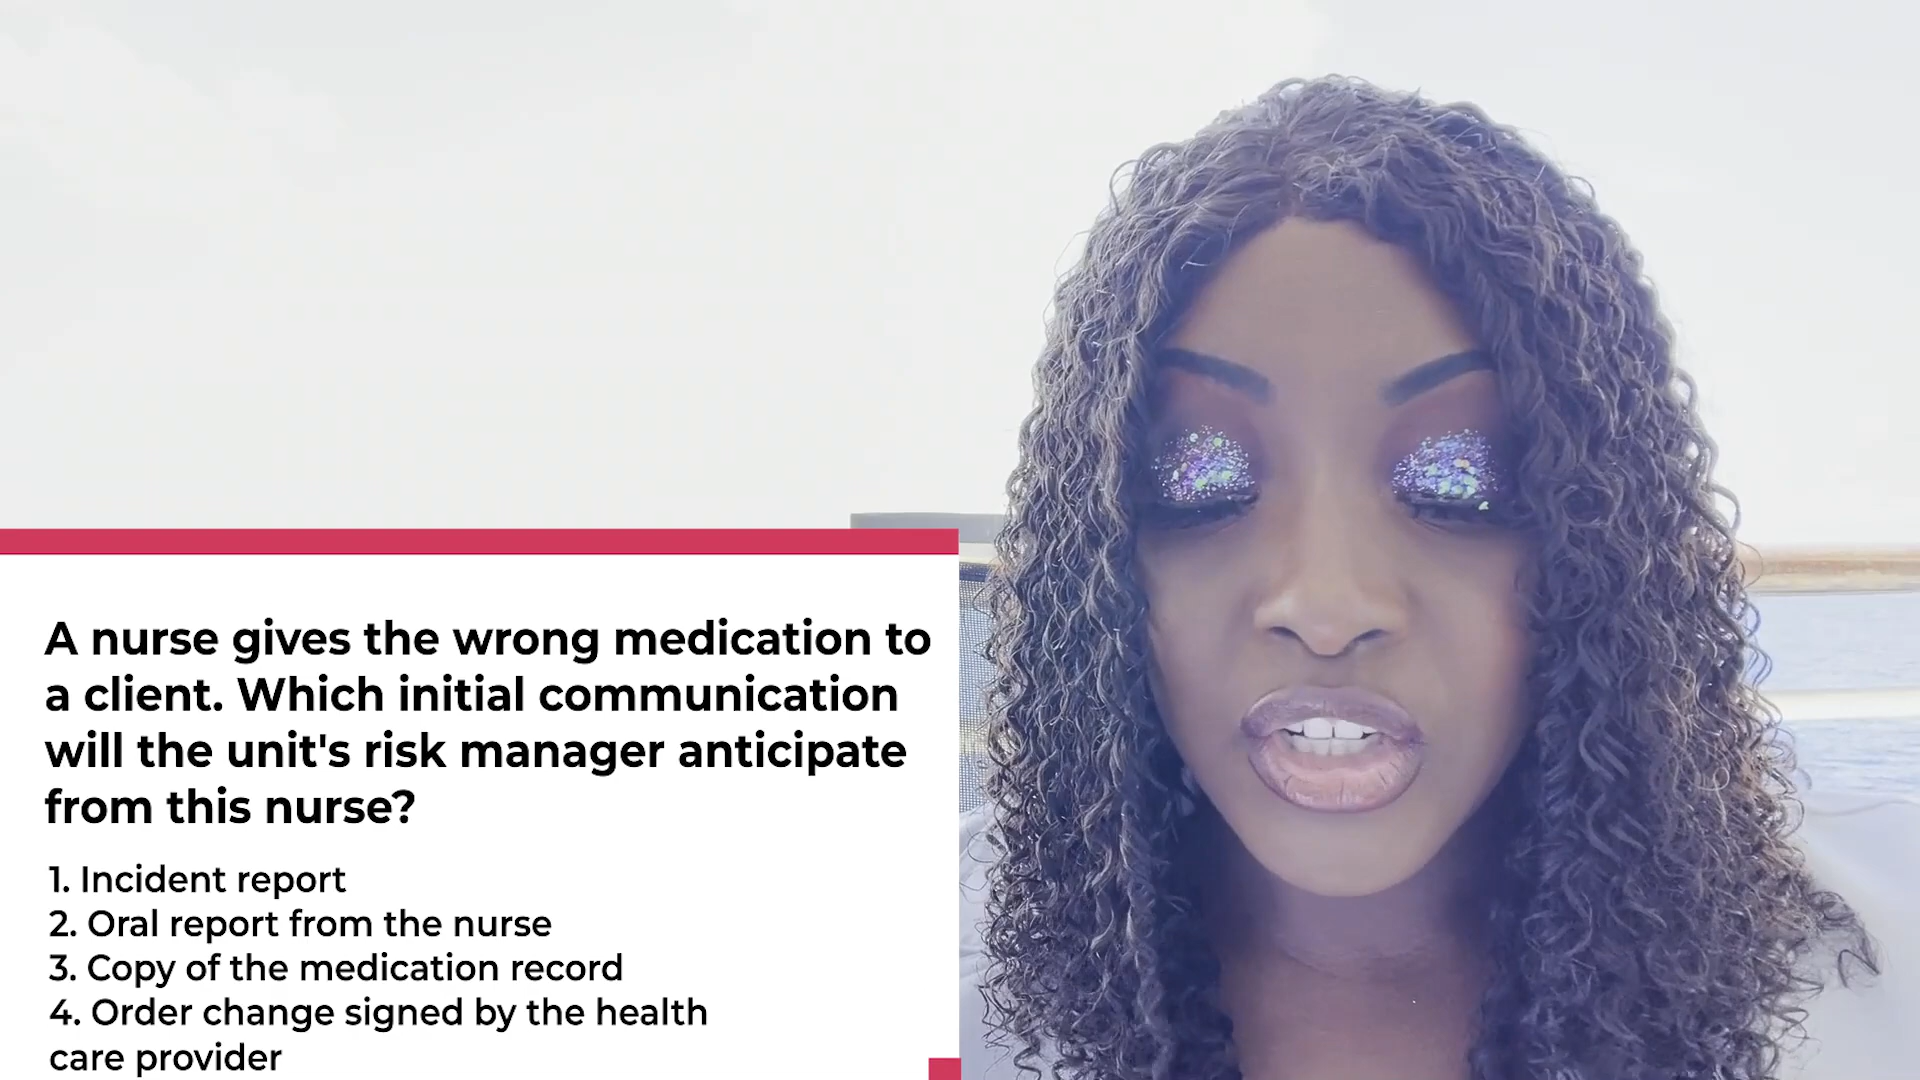 A nurse gives the wrong medication to
a client. Which initial communication
will the unit's risk manager anticipate
from this nurse?
1. Incident report
2. Oral report from the nurse
3. Copy of the medication record
4. Order change signed by the health
care provider